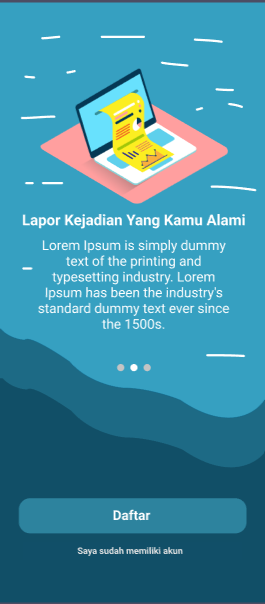 Lapor Kejadian Yang Kamu Alami
Lorem Ipsum is simply dummy
text of the printing and
typesetting industry. Lorem
Ipsum has been the industry's
standard dummy text ever since
the 1500s.
Daftar
Saya sudah memiliki akun